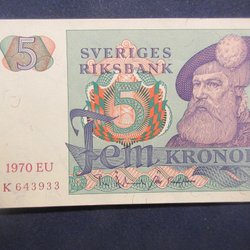 5
SVERIGES
RIKSBANK
5
Fem KRONOR
1970 EU
K 643933